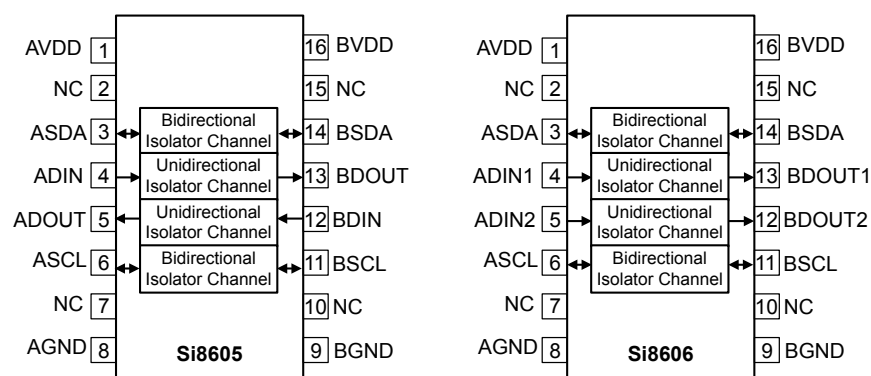 AVDD 1 16 BVDD
NC 2 15 NC
ASDA 3 Bidirectional Isolator Channel 14 BSDA
ADIN 4 Unidirectional Isolator Channel 13 BDOUT
ADOUT 5 Unidirectional Isolator Channel 12 BDIN
ASCL 6 Bidirectional Isolator Channel 11 BSCL
NC 7 10 NC
AGND 8 Si8605 9 BGND
AVDD 1 16 BVDD
NC 2 15 NC
ASDA 3 Bidirectional Isolator Channel 14 BSDA
ADIN1 4 Unidirectional Isolator Channel 13 BDOUT1
ADIN2 5 Unidirectional Isolator Channel 12 BDOUT2
ASCL 6 Bidirectional Isolator Channel 11 BSCL
NC 7 10 NC
AGND 8 Si8606 9 BGND